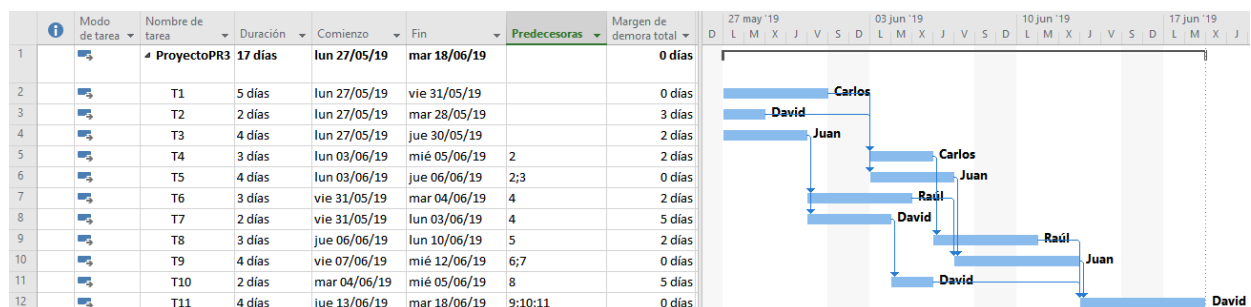 Modo de tarea Nombre de tarea Duración Comienzo Fin Predecesoras Margen de demora total
27 may '19 03 jun '19 10 jun '19 17 jun '19
D L M X J V S D L M X J V S D L M X J V S D L M X J
1 ProyectoPR3 17 días lun 27/05/19 mar 18/06/19 0 días
2 T1 5 días lun 27/05/19 vie 31/05/19 0 días Carlos
3 T2 2 días lun 27/05/19 mar 28/05/19 3 días David
4 T3 4 días lun 27/05/19 jue 30/05/19 2 días Juan
5 T4 3 días lun 03/06/19 mié 05/06/19 2 2 días Carlos
6 T5 4 días lun 03/06/19 jue 06/06/19 2;3 0 días Juan
7 T6 3 días vie 31/05/19 mar 04/06/19 4 2 días Raúl
8 T7 2 días vie 31/05/19 lun 03/06/19 4 5 días David
9 T8 3 días jue 06/06/19 lun 10/06/19 5 2 días Raúl
10 T9 4 días vie 07/06/19 mié 12/06/19 6;7 0 días Juan
11 T10 2 días mar 04/06/19 mié 05/06/19 8 5 días David
12 T11 4 días jue 13/06/19 mar 18/06/19 9;10;11 0 días David